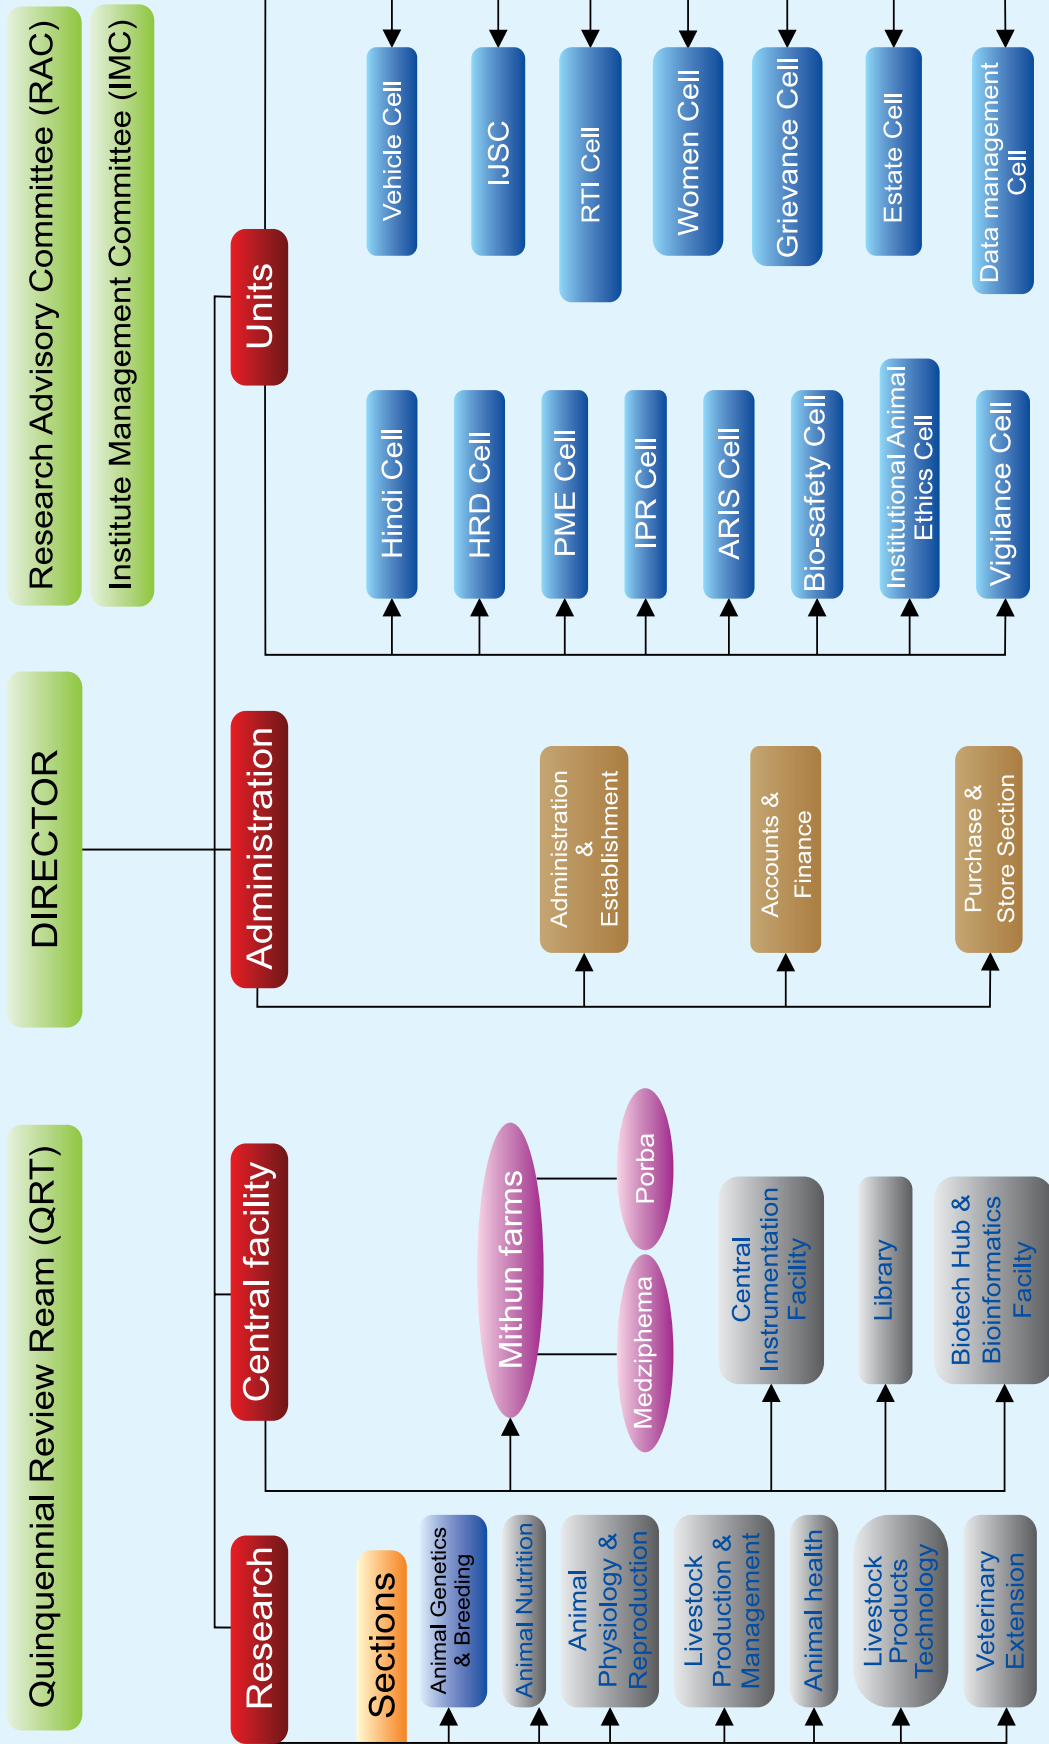 Quinquennial Review Ream (QRT)
DIRECTOR
Research Advisory Committee (RAC)
Institute Management Committee (IMC)
Research
Central facility
Administration
Units
Sections
Animal Genetics
& Breeding
Animal Nutrition
Animal
Physiology &
Reproduction
Livestock
Production &
Management
Animal health
Livestock
Products
Technology
Veterinary
Extension
Mithun farms
Medziphema
Porba
Central
Instrumentation
Facility
Library
Biotech Hub &
Bioinformatics
Facilty
Administration
&
Establishment
Accounts &
Finance
Purchase &
Store Section
Hindi Cell
HRD Cell
PME Cell
IPR Cell
ARIS Cell
Bio-safety Cell
Institutional Animal
Ethics Cell
Vigilance Cell
Vehicle Cell
IJSC
RTI Cell
Women Cell
Grievance Cell
Estate Cell
Data management
Cell